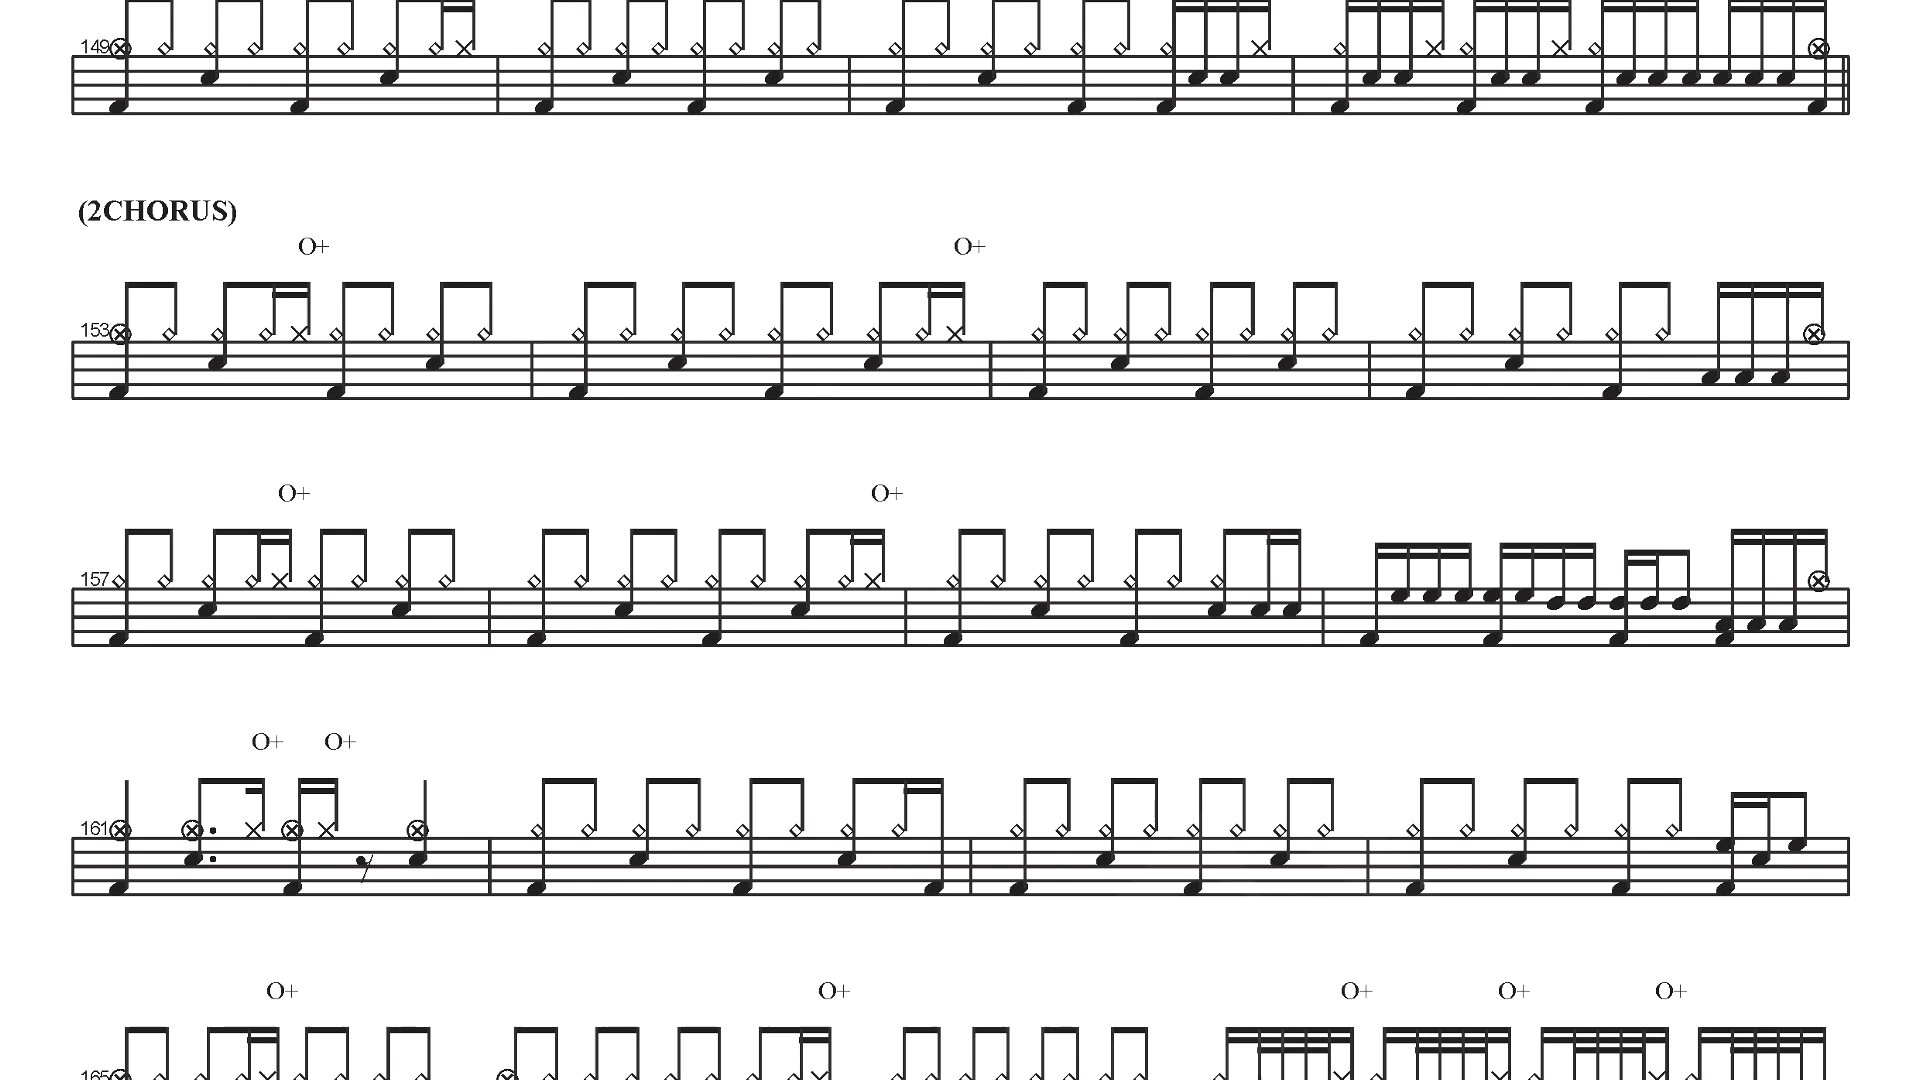 149
(2CHORUS)
O+ O+
153
O+ O+
157
O+ O+
161
O+ O+ O+ O+ O+
165